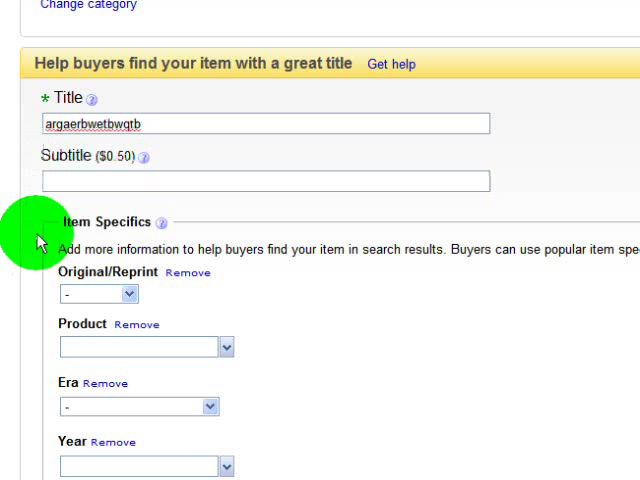 Change category
Help buyers find your item with a great title Get help
* Title ?
argaerbwetbwqtb
Subtitle ($0.50) ?
Item Specifics ?
Add more information to help buyers find your item in search results. Buyers can use popular item spe
Original/Reprint Remove
-
Product Remove
Era Remove
-
Year Remove